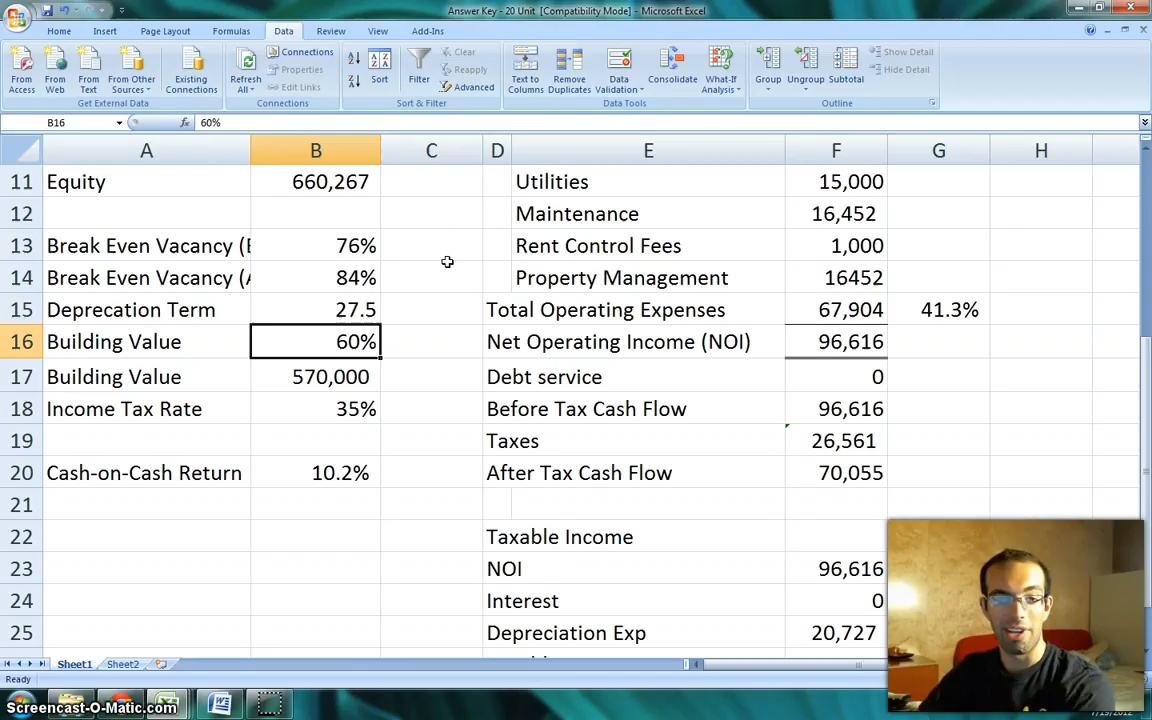 Answer Key - 20 Unit [Compatibility Mode] - Microsoft Excel
Home Insert Page Layout Formulas Data Review View Add-Ins
From Access
From Web
From Text
From Other Sources
Existing Connections
Get External Data
Refresh All
Connections
Properties
Edit Links
Connections
Sort
Filter
Clear
Reapply
Advanced
Sort & Filter
Text to Columns
Remove Duplicates
Data Validation
Consolidate
What-If Analysis
Data Tools
Group
Ungroup
Subtotal
Show Detail
Hide Detail
Outline
B16 fx 60%
A B C D E F G H
11 Equity 660,267 Utilities 15,000
12 Maintenance 16,452
13 Break Even Vacancy (E 76% Rent Control Fees 1,000
14 Break Even Vacancy (A 84% Property Management 16452
15 Deprecation Term 27.5 Total Operating Expenses 67,904 41.3%
16 Building Value 60% Net Operating Income (NOI) 96,616
17 Building Value 570,000 Debt service 0
18 Income Tax Rate 35% Before Tax Cash Flow 96,616
19 Taxes 26,561
20 Cash-on-Cash Return 10.2% After Tax Cash Flow 70,055
21
22 Taxable Income
23 NOI 96,616
24 Interest 0
25 Depreciation Exp 20,727
Sheet1 Sheet2
Ready
Screencast-O-Matic.com